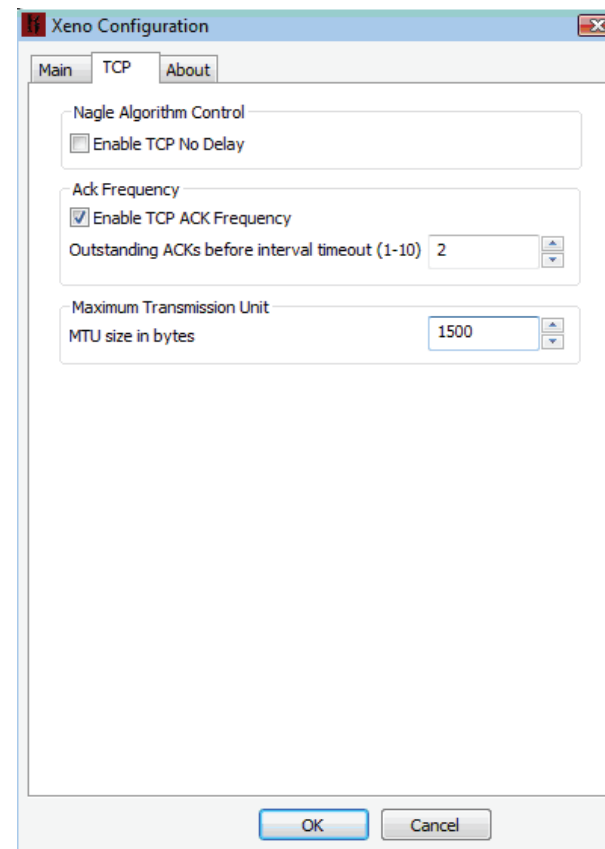 Xeno Configuration
Main TCP About
Nagle Algorithm Control
Enable TCP No Delay
Ack Frequency
Enable TCP ACK Frequency
Outstanding ACKs before interval timeout (1-10) 2
Maximum Transmission Unit
MTU size in bytes 1500
OK Cancel